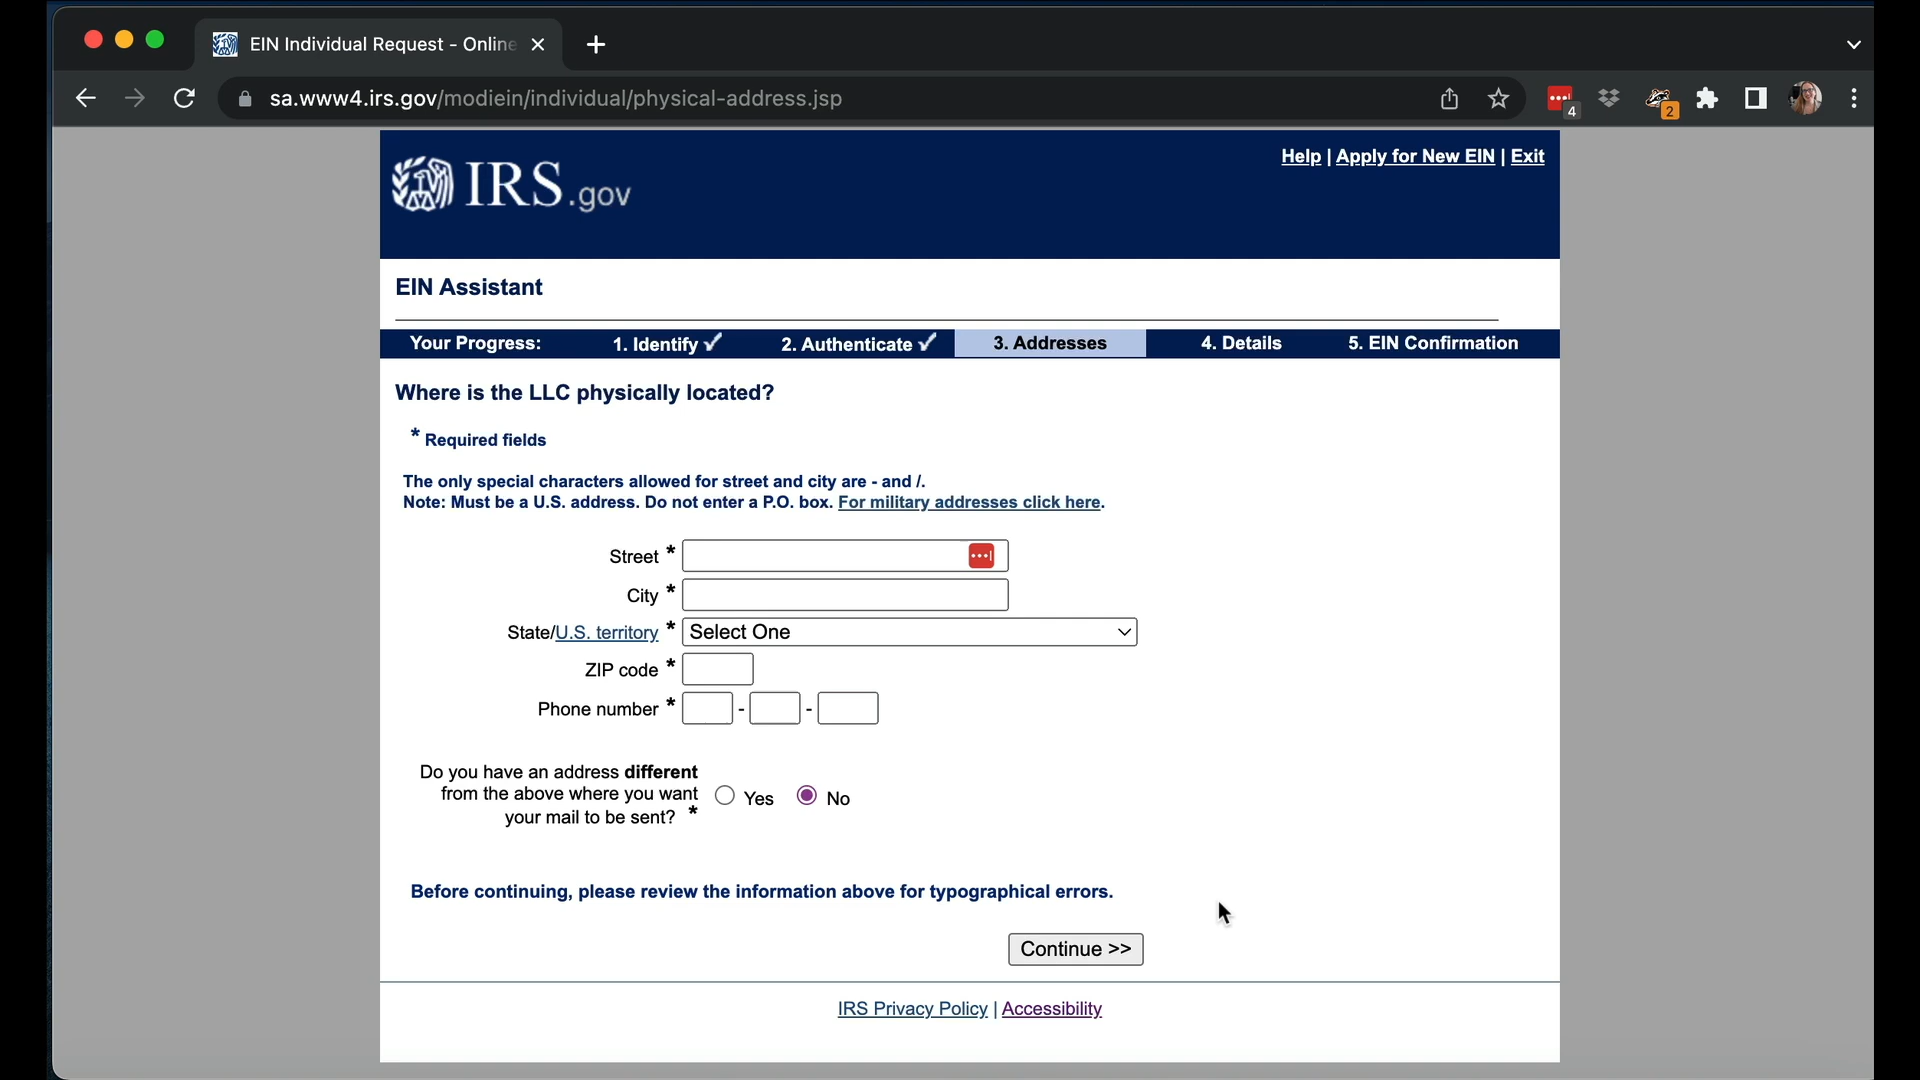 EIN Individual Request - Online
sa.www4.irs.gov/modiein/individual/physical-address.jsp
4
2
IRS.gov
Help | Apply for New EIN | Exit
EIN Assistant
Your Progress: 1. Identify ✓ 2. Authenticate ✓ 3. Addresses 4. Details 5. EIN Confirmation
Where is the LLC physically located?
* Required fields
The only special characters allowed for street and city are - and /.
Note: Must be a U.S. address. Do not enter a P.O. box. For military addresses click here.
Street *
City *
State/U.S. territory * Select One
ZIP code *
Phone number * - -
Do you have an address different
from the above where you want
your mail to be sent? *
Yes No
Before continuing, please review the information above for typographical errors.
Continue >>
IRS Privacy Policy | Accessibility